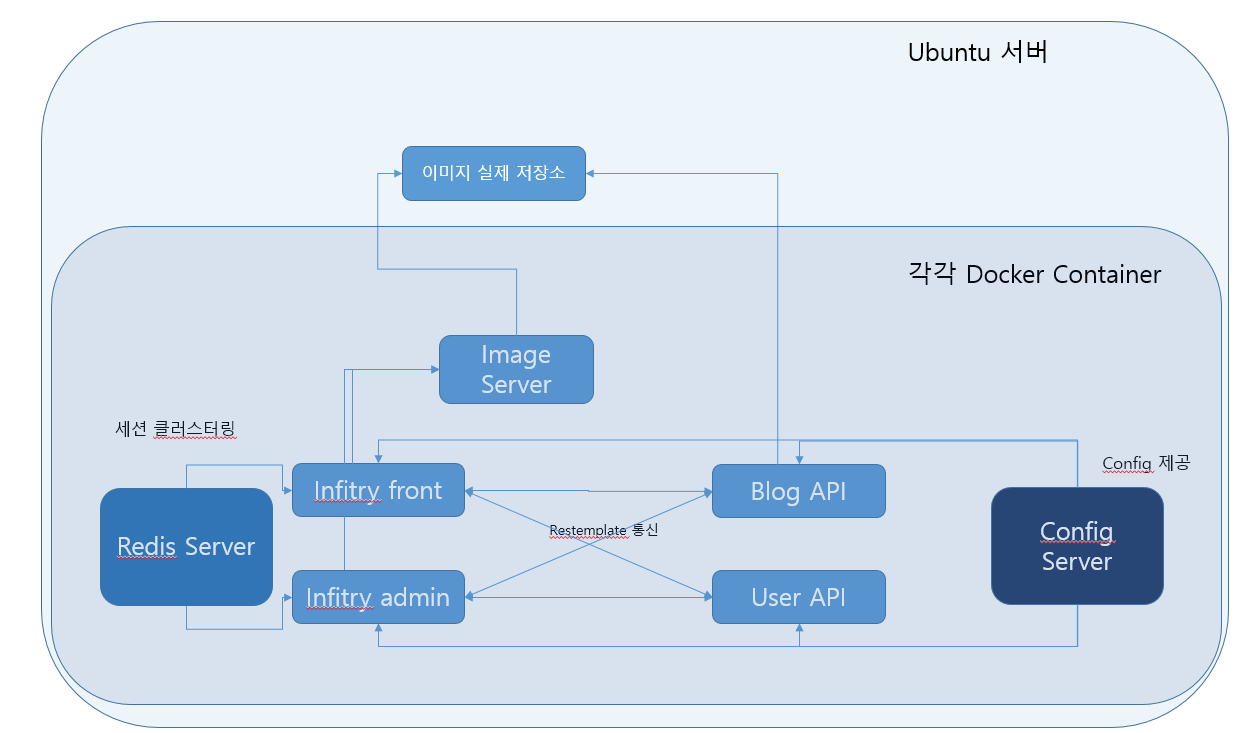 Ubuntu 서버
이미지 실제 저장소
각각 Docker Container
Image
Server
세션 클러스터링
Config 제공
Infitry front
Blog API
Restemplate 통신
Redis Server
Config
Server
Infitry admin
User API